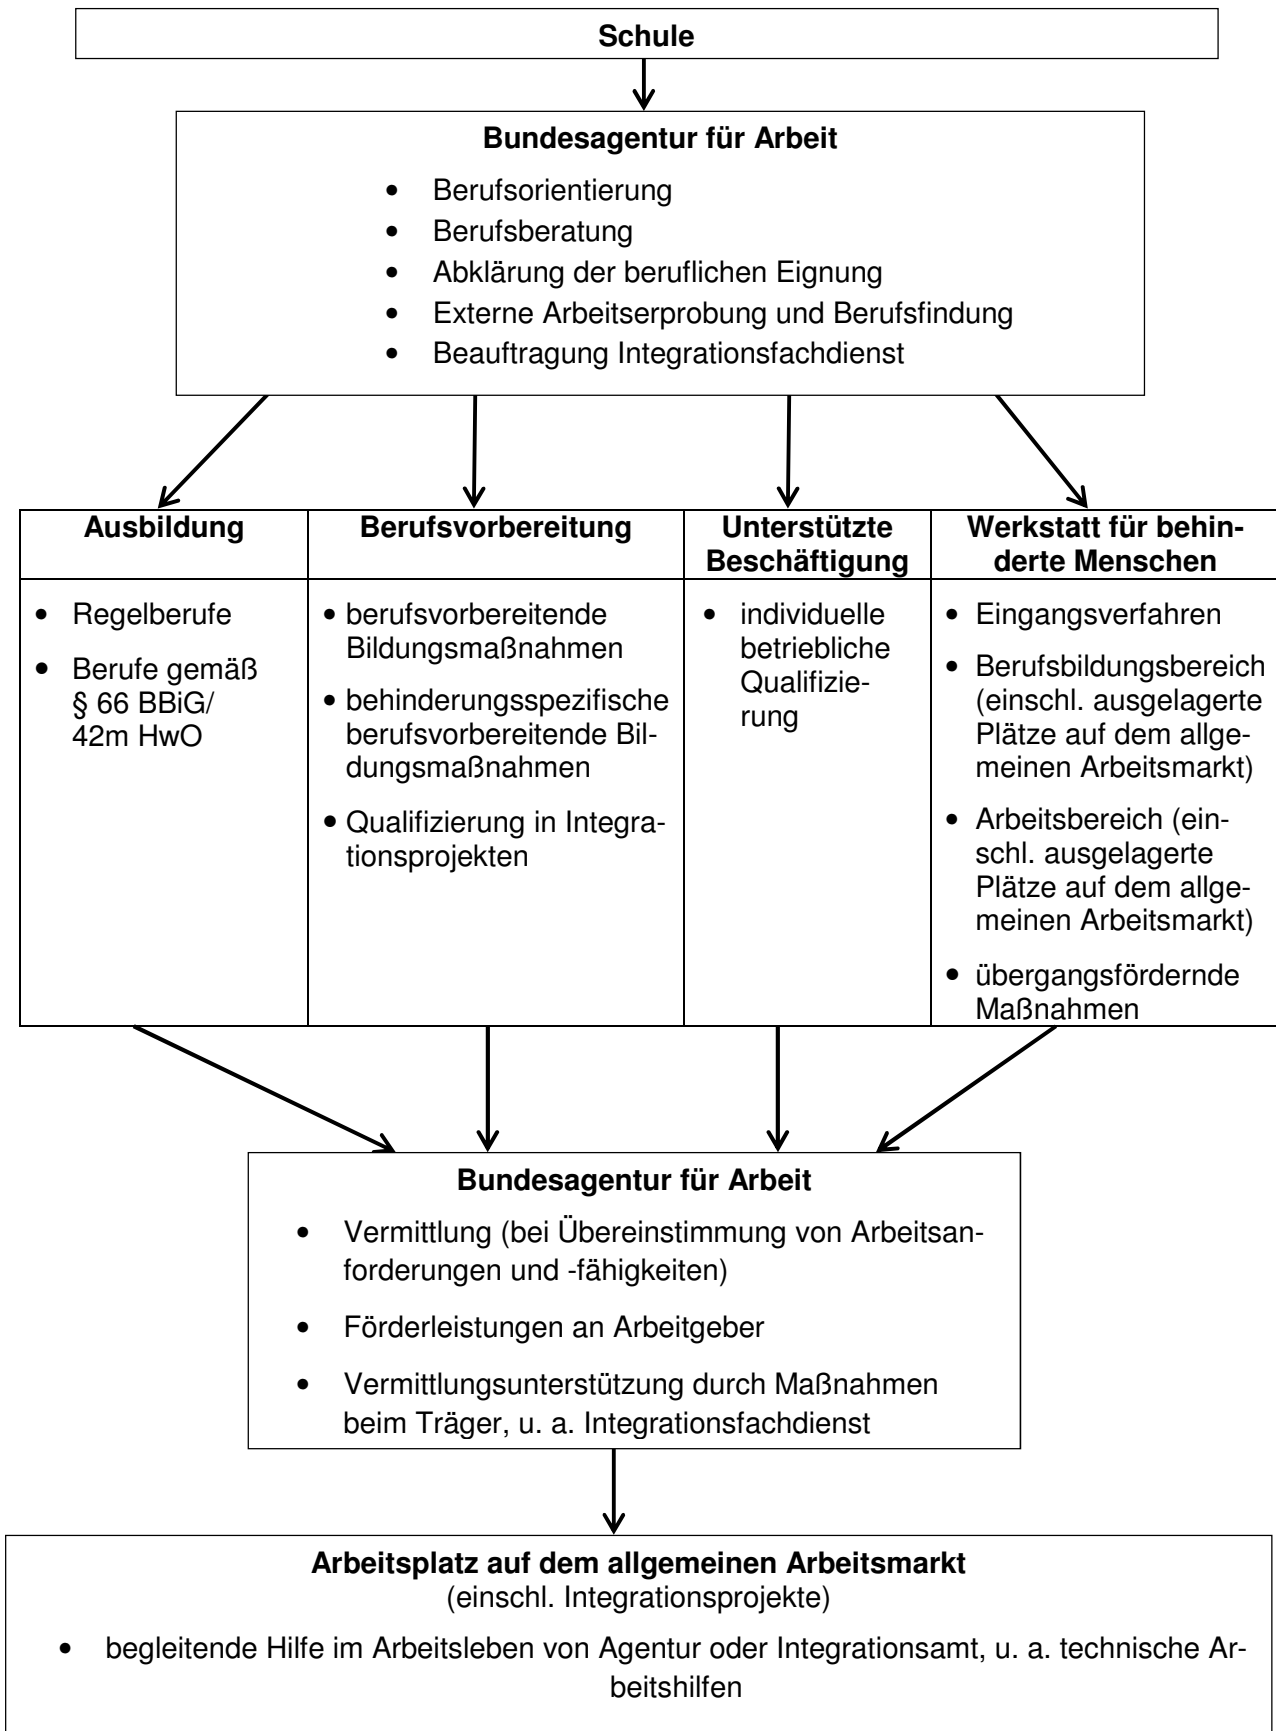 Schule
Bundesagentur für Arbeit
• Berufsorientierung
• Berufsberatung
• Abklärung der beruflichen Eignung
• Externe Arbeitserprobung und Berufsfindung
• Beauftragung Integrationsfachdienst
Ausbildung
• Regelberufe
• Berufe gemäß
§ 66 BBiG/
42m HwO
Berufsvorbereitung
• berufsvorbereitende
Bildungsmaßnahmen
• behinderungsspezifische
berufsvorbereitende Bil-
dungsmaßnahmen
• Qualifizierung in Integra-
tionsprojekten
Unterstützte
Beschäftigung
• individuelle
betriebliche
Qualifizie-
rung
Werkstatt für behin-
derte Menschen
• Eingangsverfahren
• Berufsbildungsbereich
(einschl. ausgelagerte
Plätze auf dem allge-
meinen Arbeitsmarkt)
• Arbeitsbereich (ein-
schl. ausgelagerte
Plätze auf dem allge-
meinen Arbeitsmarkt)
• übergangsfördernde
Maßnahmen
Bundesagentur für Arbeit
• Vermittlung (bei Übereinstimmung von Arbeitsan-
forderungen und -fähigkeiten)
• Förderleistungen an Arbeitgeber
• Vermittlungsunterstützung durch Maßnahmen
beim Träger, u. a. Integrationsfachdienst
Arbeitsplatz auf dem allgemeinen Arbeitsmarkt
(einschl. Integrationsprojekte)
• begleitende Hilfe im Arbeitsleben von Agentur oder Integrationsamt, u. a. technische Ar-
beitshilfen